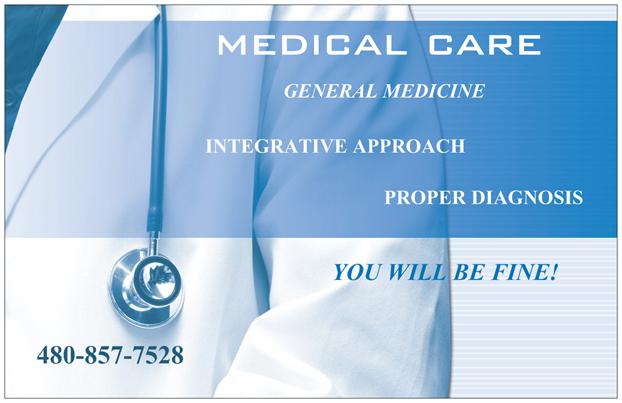 MEDICAL CARE
GENERAL MEDICINE
INTEGRATIVE APPROACH
PROPER DIAGNOSIS
YOU WILL BE FINE!
480-857-7528